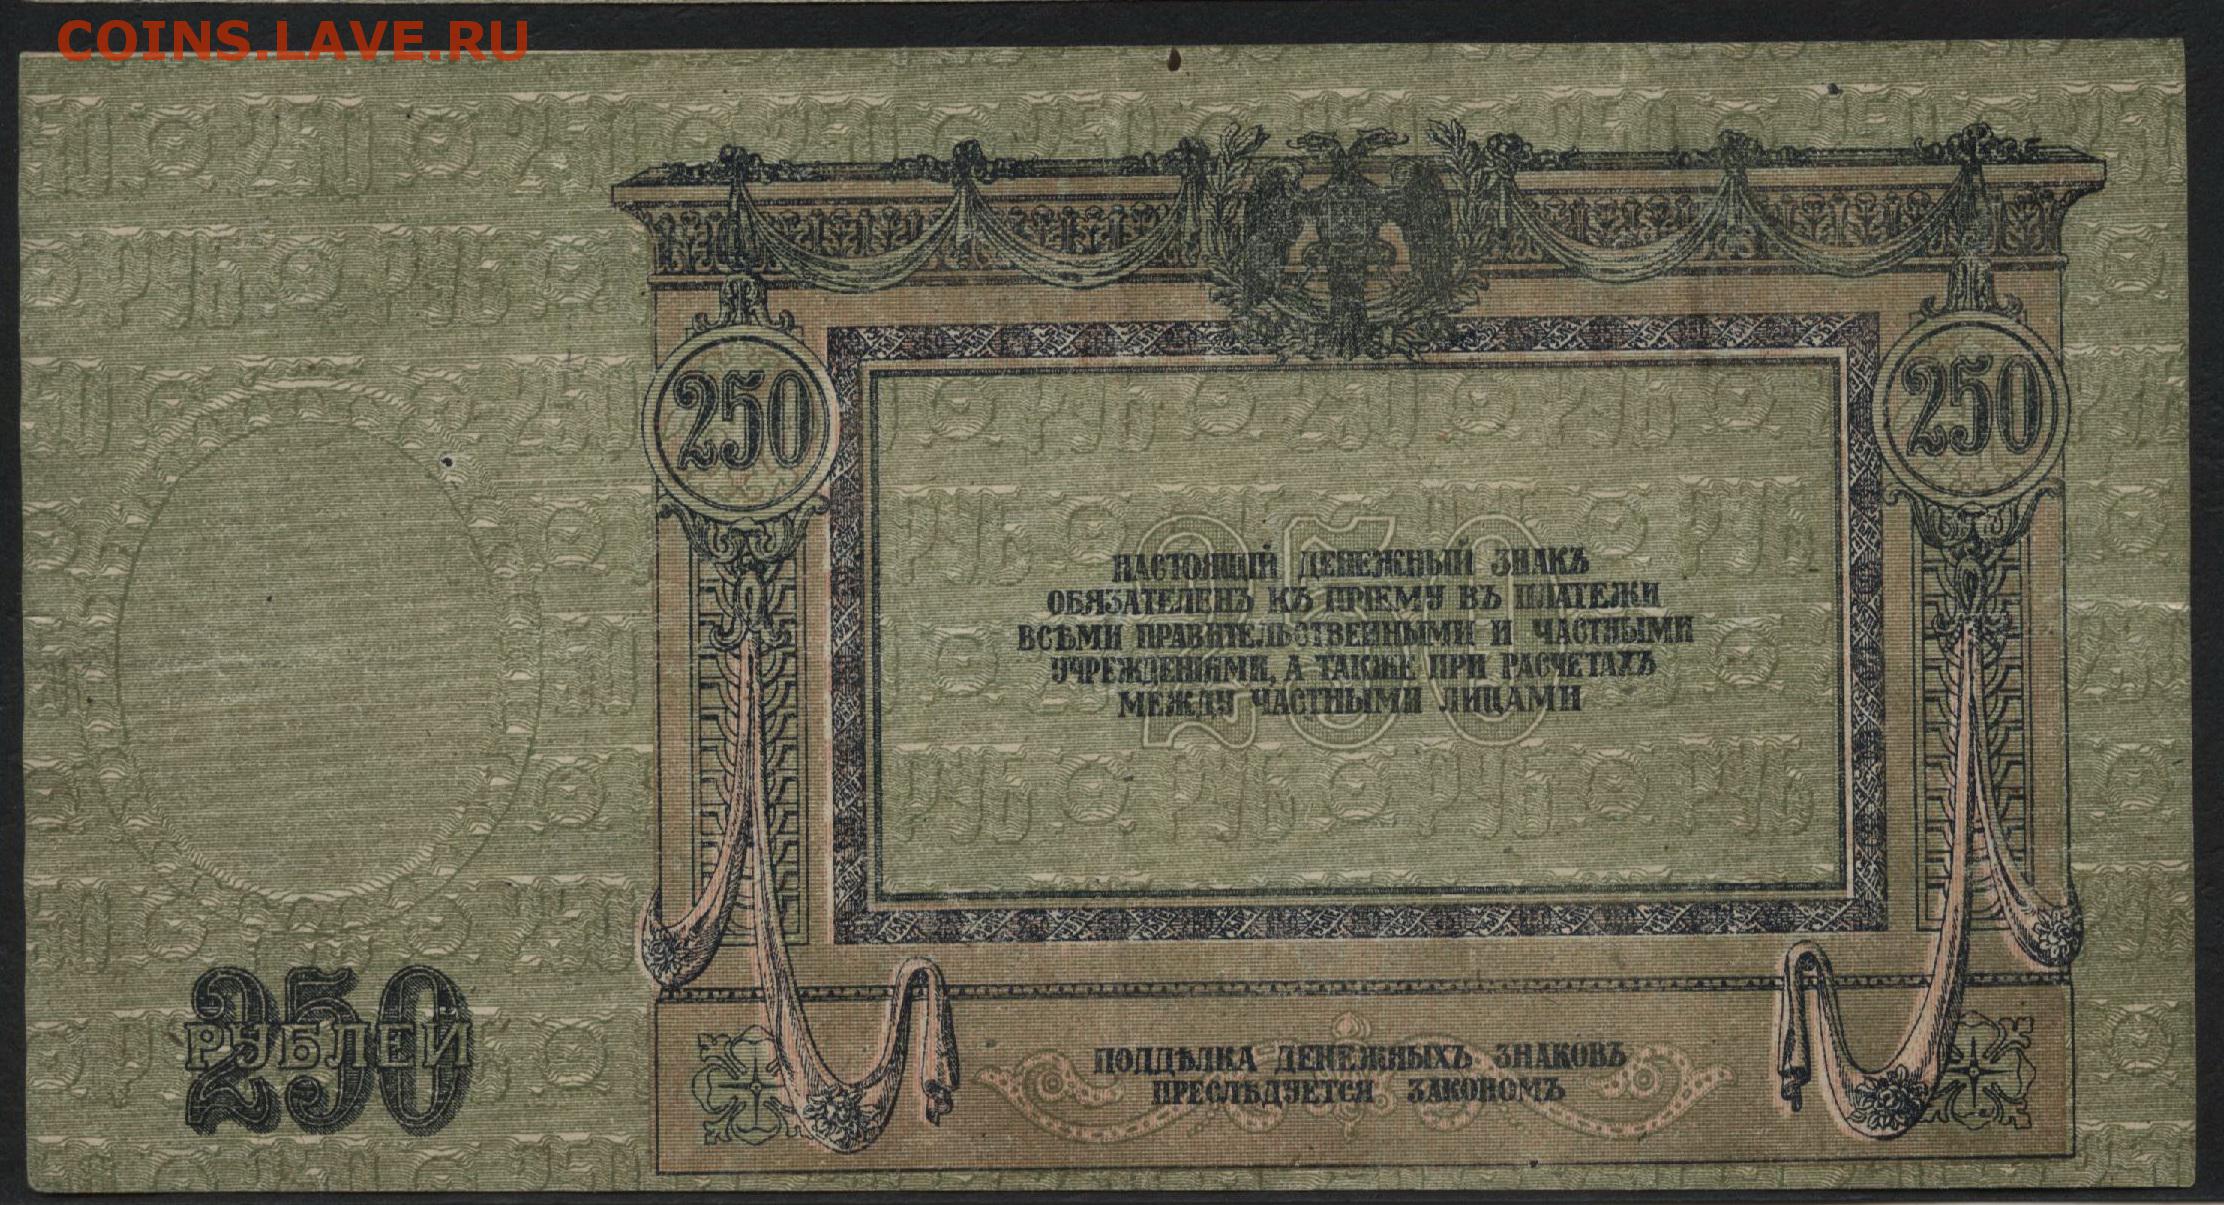 COINS.LAVE.RU
250
250
250
НАСТОЯЩІЙ ДЕНЕЖНЫЙ ЗНАКЪ
ОБЯЗАТЕЛЕНЪ КЪ ПРІЕМУ ВЪ ПЛАТЕЖИ
ВСѢМИ ПРАВИТЕЛЬСТВЕННЫМИ И ЧАСТНЫМИ
УЧРЕЖДЕНІЯМИ, А ТАКЖЕ ПРИ РАСЧЕТАХЪ
МЕЖДУ ЧАСТНЫМИ ЛИЦАМИ
250
РУБЛЕЙ
ПОДДѢЛКА ДЕНЕЖНЫХЪ ЗНАКОВЪ
ПРЕСЛѢДУЕТСЯ ЗАКОНОМЪ